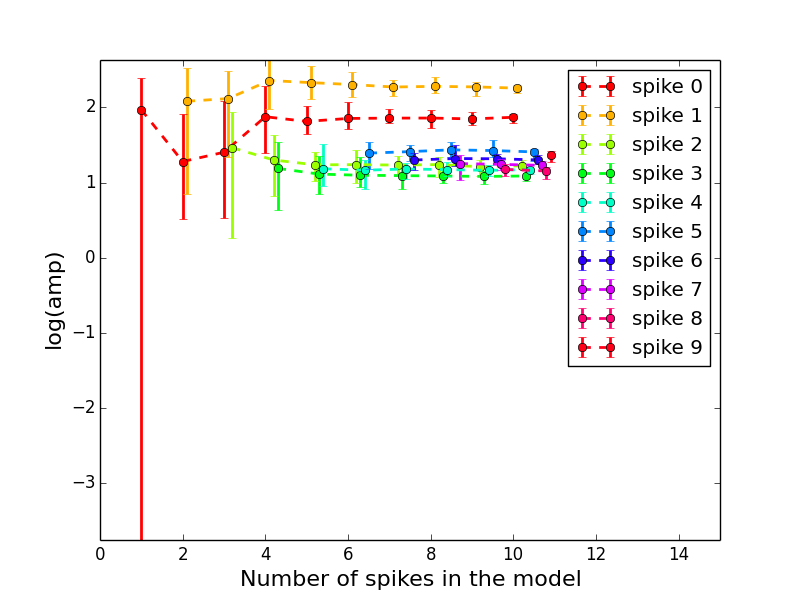 2
1
0
−1
−2
−3
log(amp)
0 2 4 6 8 10 12 14
Number of spikes in the model
spike 0
spike 1
spike 2
spike 3
spike 4
spike 5
spike 6
spike 7
spike 8
spike 9